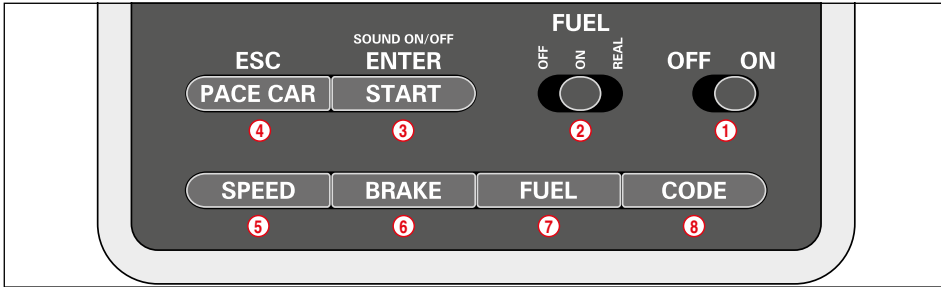 FUEL
SOUND ON/OFF
ESC ENTER OFF ON REAL OFF ON
PACE CAR START
4 3 2 1
SPEED BRAKE FUEL CODE
5 6 7 8